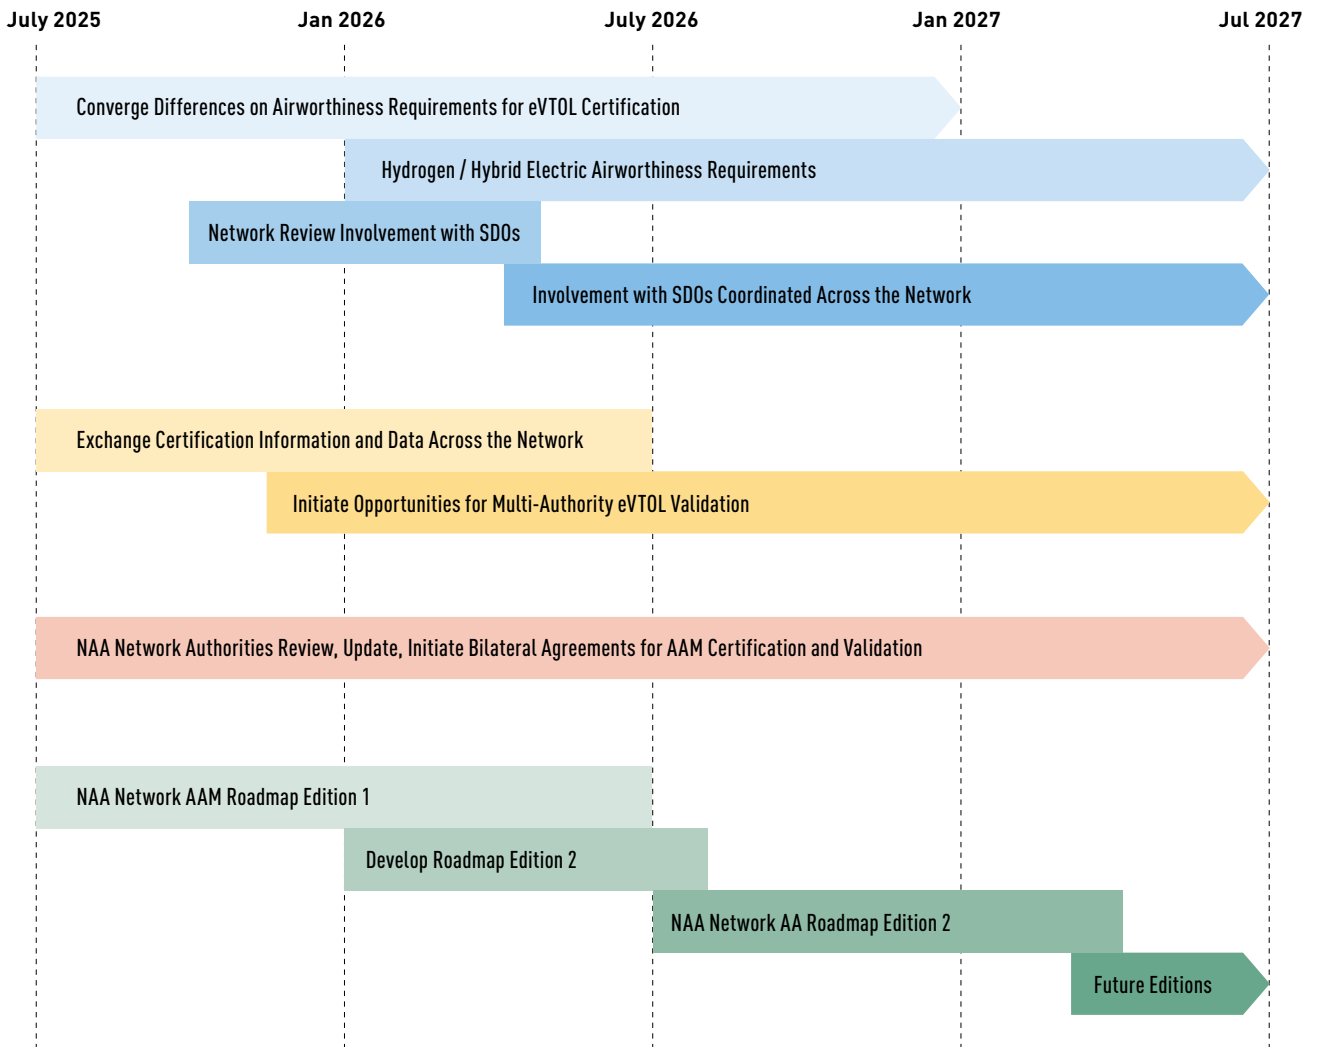 July 2025
Jan 2026
July 2026
Jan 2027
Jul 2027
Converge Differences on Airworthiness Requirements for eVTOL Certification
Hydrogen / Hybrid Electric Airworthiness Requirements
Network Review Involvement with SDOs
Involvement with SDOs Coordinated Across the Network
Exchange Certification Information and Data Across the Network
Initiate Opportunities for Multi-Authority eVTOL Validation
NAA Network Authorities Review, Update, Initiate Bilateral Agreements for AAM Certification and Validation
NAA Network AAM Roadmap Edition 1
Develop Roadmap Edition 2
NAA Network AA Roadmap Edition 2
Future Editions